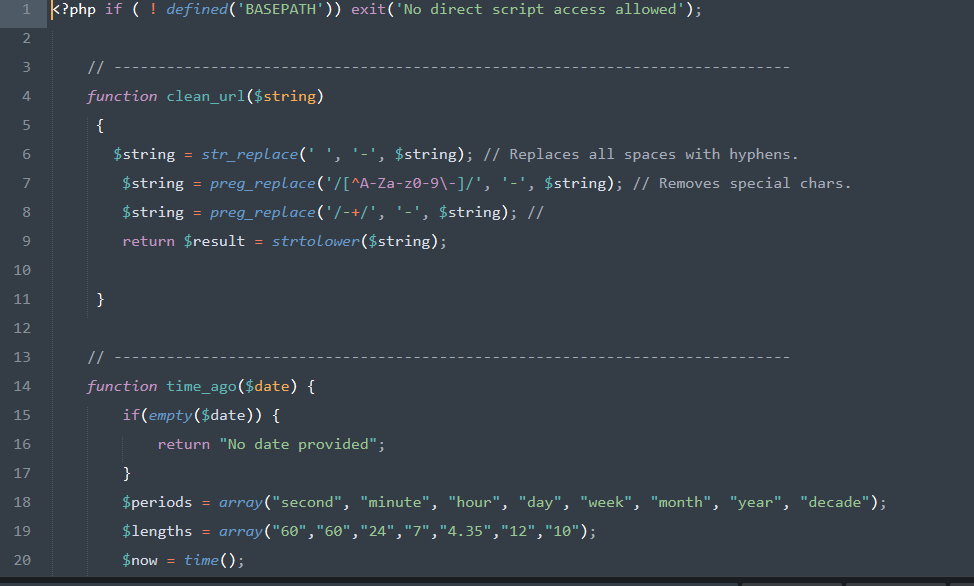 1 <?php if ( ! defined('BASEPATH')) exit('No direct script access allowed');
2
3 // -----------------------------------------------------------------------------
4 function clean_url($string)
5 {
6 $string = str_replace(' ', '-', $string); // Replaces all spaces with hyphens.
7 $string = preg_replace('/[^A-Za-z0-9\-]/', '-', $string); // Removes special chars.
8 $string = preg_replace('/-+/', '-', $string); //
9 return $result = strtolower($string);
10
11 }
12
13 // -----------------------------------------------------------------------------
14 function time_ago($date) {
15 if(empty($date)) {
16 return "No date provided";
17 }
18 $periods = array("second", "minute", "hour", "day", "week", "month", "year", "decade");
19 $lengths = array("60","60","24","7","4.35","12","10");
20 $now = time();